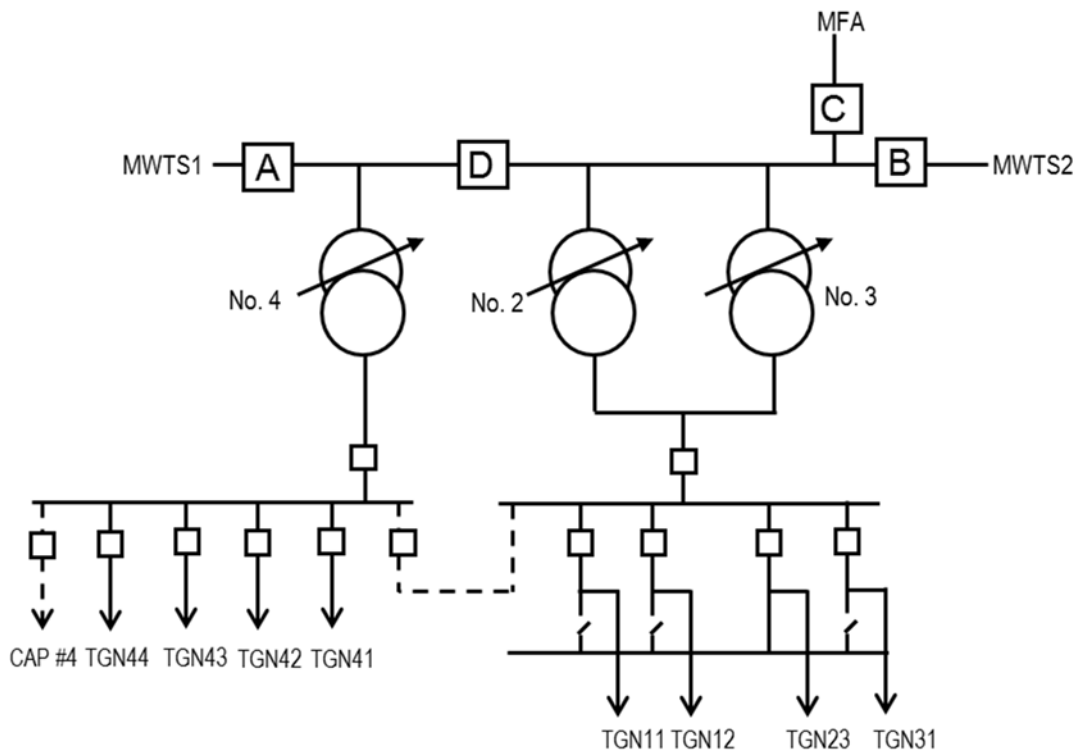 MFA
C
MWTS1 A D B MWTS2
No. 4 No. 2 No. 3
CAP #4 TGN44 TGN43 TGN42 TGN41
TGN11 TGN12 TGN23 TGN31